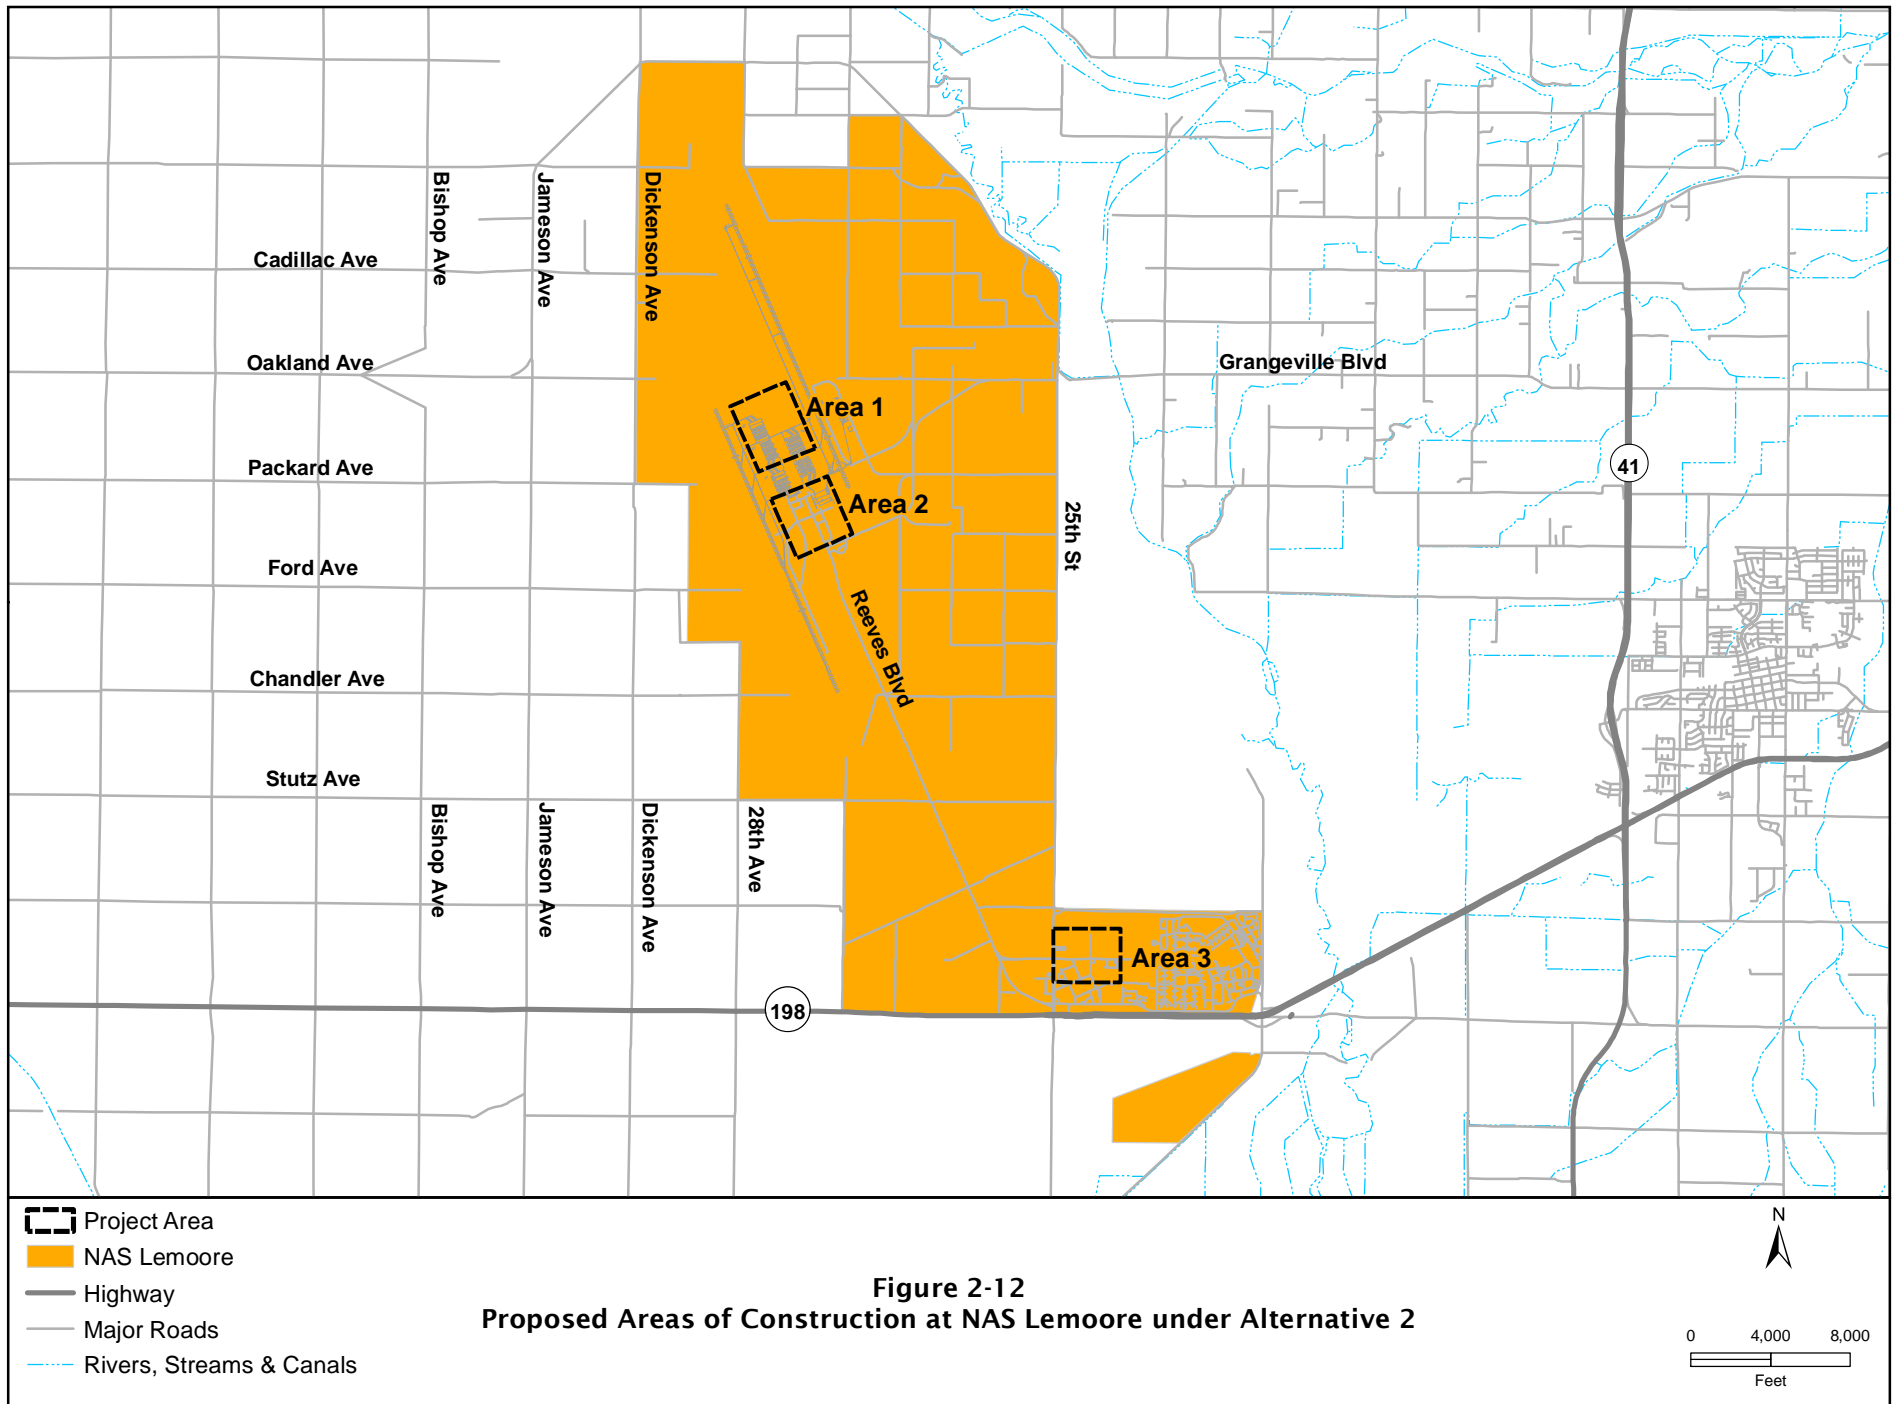 Bishop Ave
Jameson Ave
Dickenson Ave
Cadillac Ave
Oakland Ave
Grangeville Blvd
Area 1
Packard Ave
41
Area 2
25th St
Ford Ave
Reeves Blvd
Chandler Ave
Stutz Ave
Bishop Ave
Jameson Ave
Dickenson Ave
28th Ave
Area 3
198
Project Area
NAS Lemoore
Highway
Major Roads
Rivers, Streams & Canals
Figure 2-12
Proposed Areas of Construction at NAS Lemoore under Alternative 2
N
0 4,000 8,000
Feet